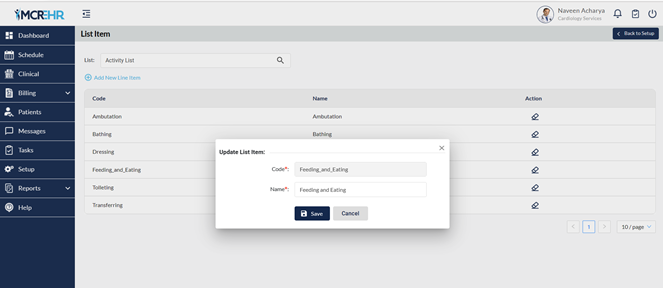 MCREHR
Naveen Acharya
Cardiology Services
Dashboard
Schedule
Clinical
Billing
Patients
Messages
Tasks
Setup
Reports
Help
List Item
Back to Setup
List:
Activity List
Add New Line Item
Code Name Action
Ambutation Ambutation
Bathing Bathing
Dressing
Feeding_and_Eating
Toileting
Transferring
Update List Item:
Code*: Feeding_and_Eating
Name*: Feeding and Eating
Save Cancel
1 10 / page